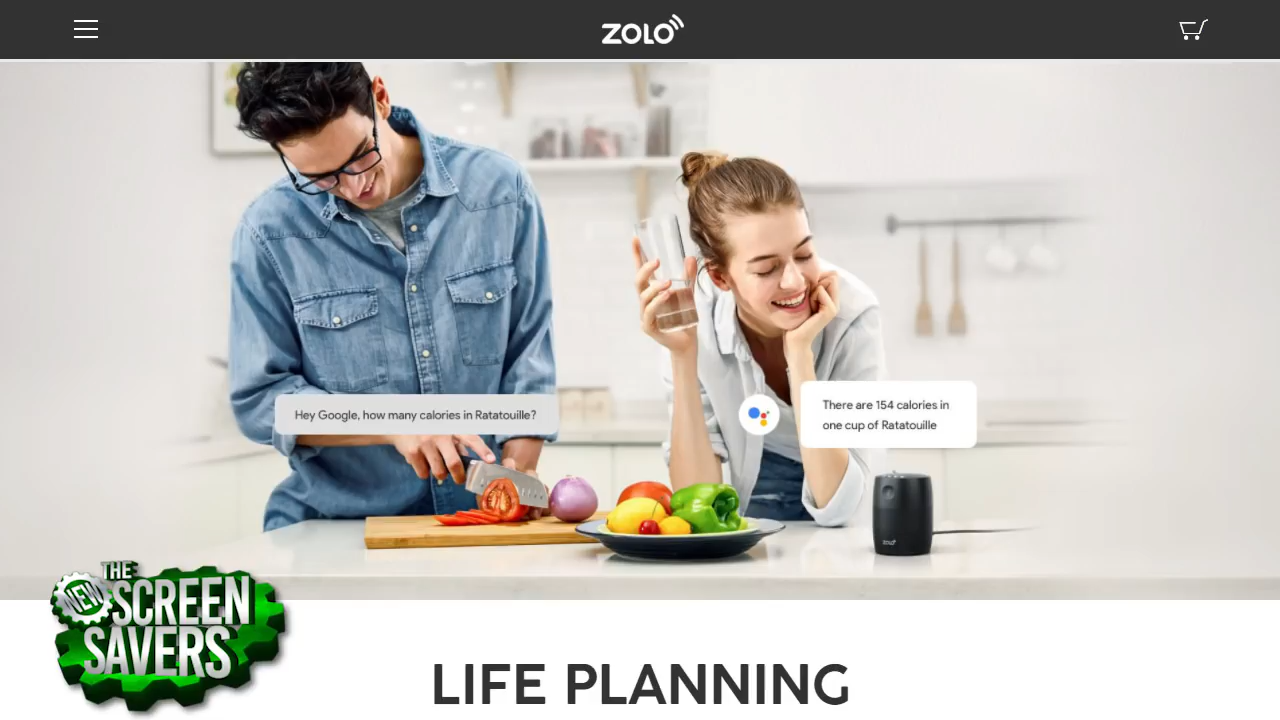 ZOLO
Hey Google, how many calories in Ratatouille?
There are 154 calories in
one cup of Ratatouille
ZOLO
THE
NEW
SCREEN
SAVERS
LIFE PLANNING